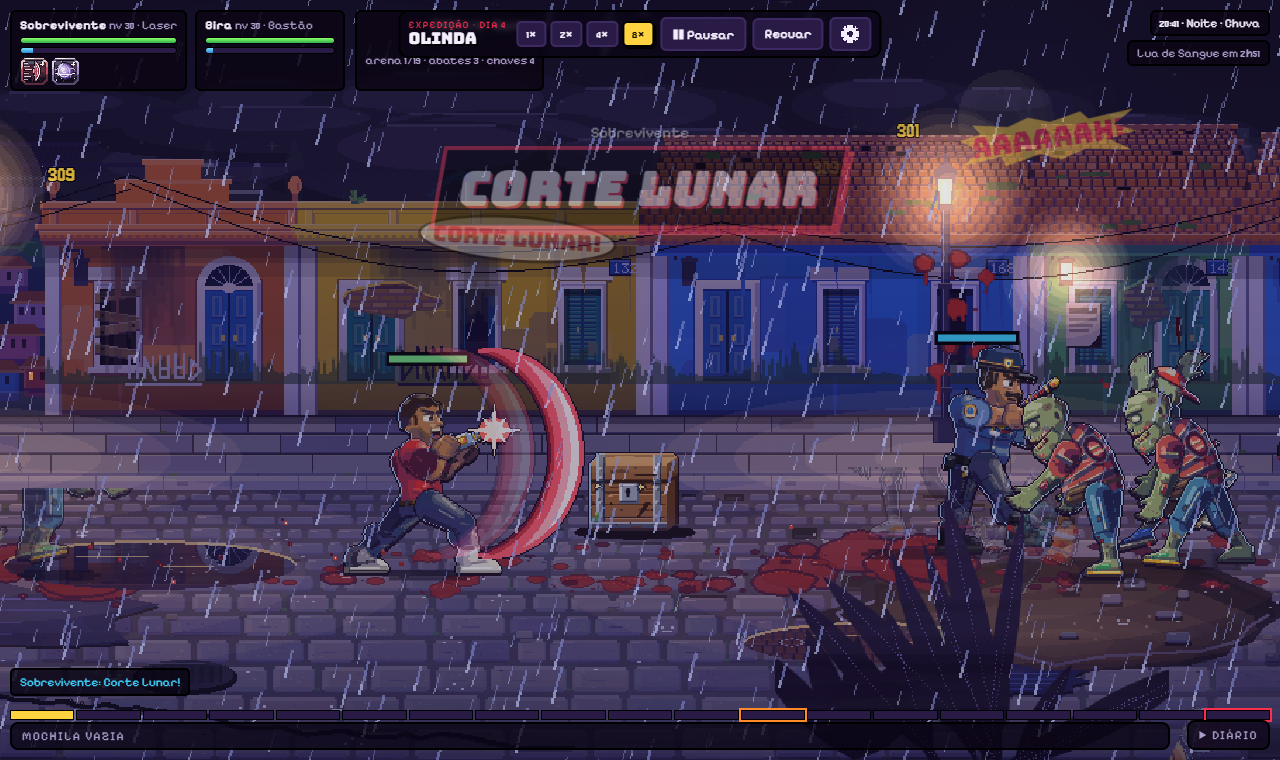 Sobrevivente nv 30 · Laser
Bira nv 30 · Bastão
EXPEDIÇÃO · DIA 4
OLINDA
1×
2×
4×
8×
Pausar
Recuar
arena 1/19 · abates 3 · chaves 4
20:41 · Noite · Chuva
Lua de Sangue em 2h51
Sobrevivente
301
AAAAAAH!
309
CORTE LUNAR
CORTE LUNAR!
132
Sobrevivente: Corte Lunar!
MOCHILA VAZIA
DIÁRIO